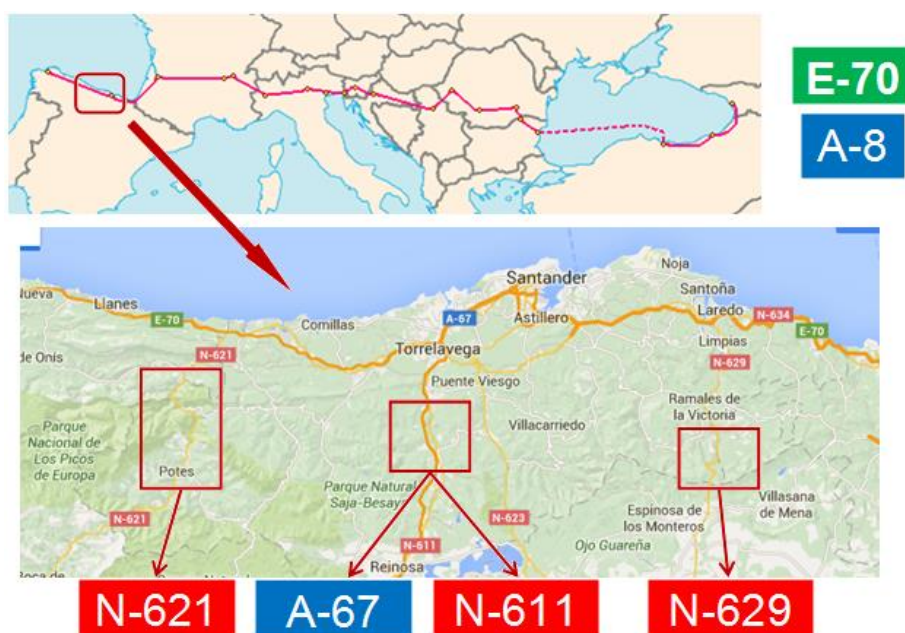 E-70
A-8
Nueva
Llanes
E-70
Comillas
A-67
Santander
Astillero
Noja
Santoña
Laredo
N-634
E-70
de Onís
N-621
Torrelavega
Limpias
N-629
Puente Viesgo
Ramales de
la Victoria
Villacarriedo
Parque
Nacional de
Los Picos
de Europa
Potes
Parque Natural
Saja-Besaya
N-621
N-611
N-623
Espinosa de
los Monteros
Villasana
de Mena
Ojo Guareña
Reinosa
N-621
A-67
N-611
N-629